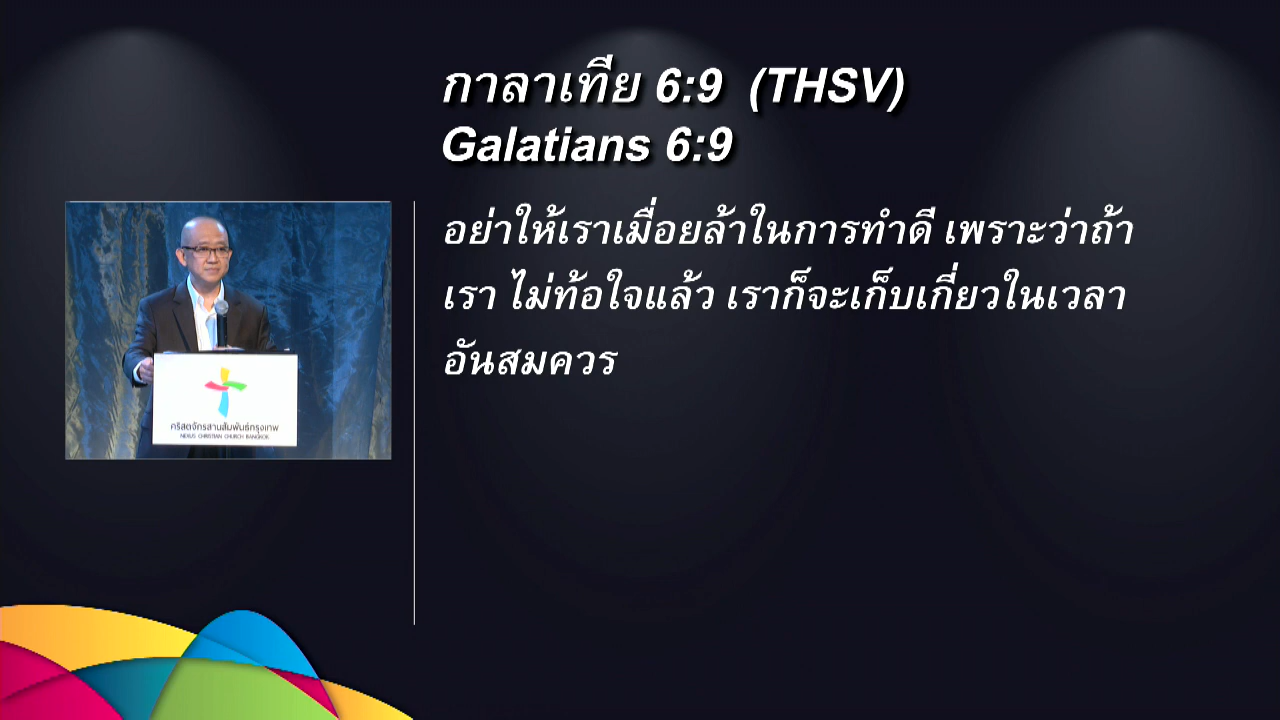 กาลาเทีย 6:9 (THSV)
Galatians 6:9
อย่าให้เราเมื่อยล้าในการทำดี เพราะว่าถ้า
เรา ไม่ท้อใจแล้ว เราก็จะเก็บเกี่ยวในเวลา
อันสมควร
คริสตจักรสานสัมพันธ์กรุงเทพ
NEXUS CHRISTIAN CHURCH BANGKOK